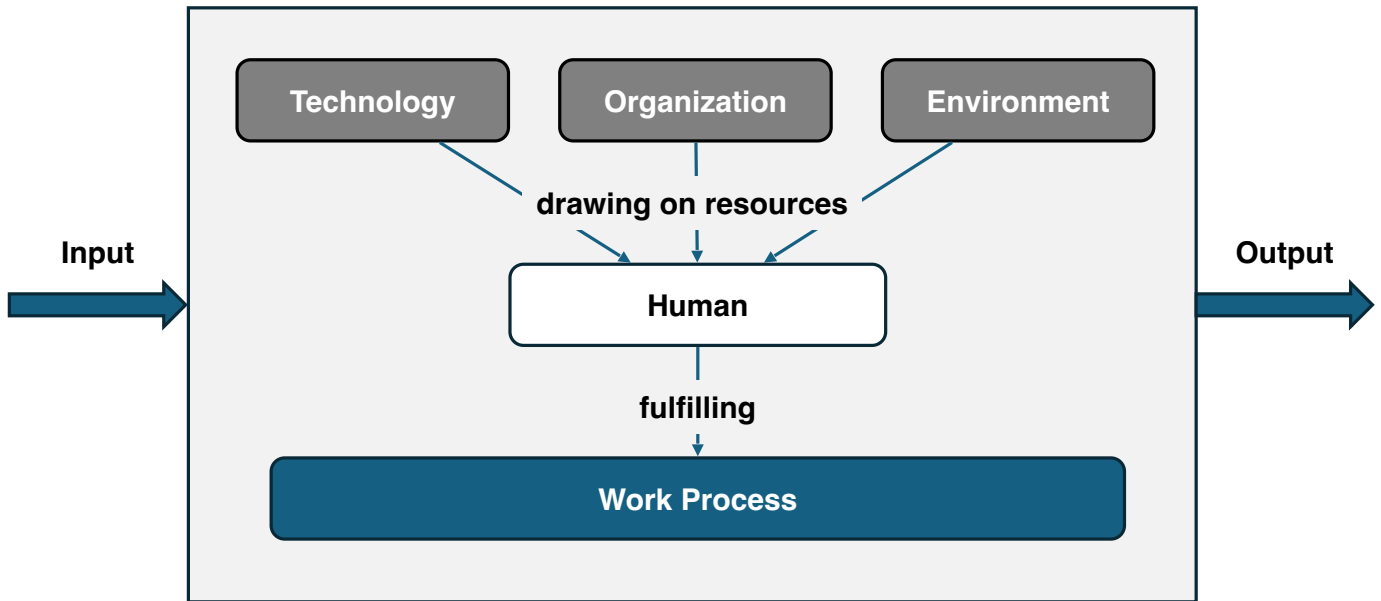 Technology
Organization
Environment
drawing on resources
Input
Output
Human
fulfilling
Work Process